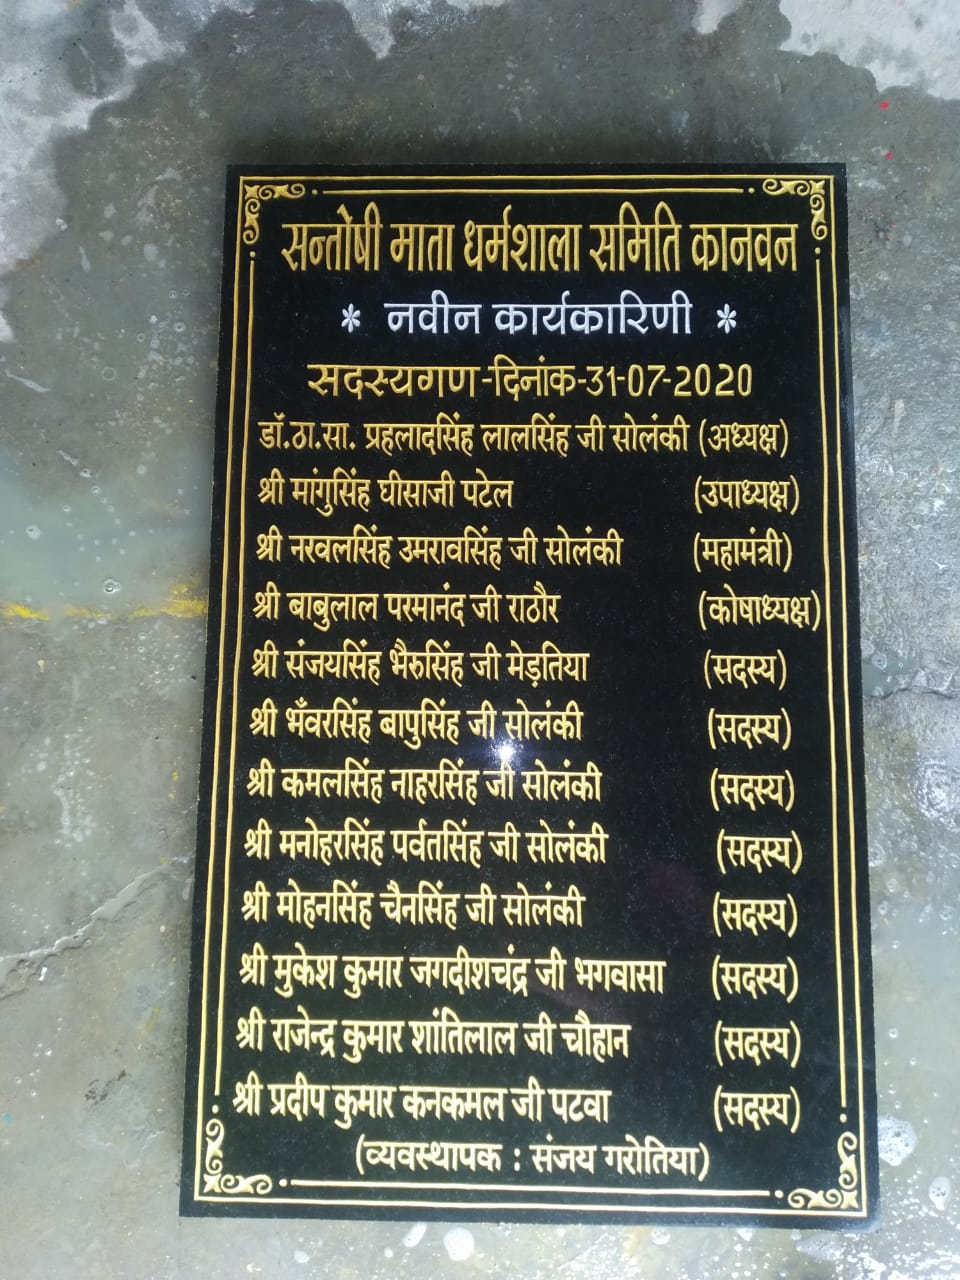 सन्तोषी माता धर्मशाला समिति कानवन
* नवीन कार्यकारिणी *
सदस्यगण-दिनांक-31-07-2020
डॉ.ठा.सा. प्रहलादसिंह लालसिंह जी सोलंकी (अध्यक्ष)
श्री मांगुसिंह घीसाजी पटेल (उपाध्यक्ष)
श्री नरवलसिंह उमरावसिंह जी सोलंकी (महामंत्री)
श्री बाबुलाल परमानंद जी राठौर (कोषाध्यक्ष)
श्री संजयसिंह भैरुसिंह जी मेड़तिया (सदस्य)
श्री भँवरसिंह बापुसिंह जी सोलंकी (सदस्य)
श्री कमलसिंह नाहरसिंह जी सोलंकी (सदस्य)
श्री मनोहरसिंह पर्वतसिंह जी सोलंकी (सदस्य)
श्री मोहनसिंह चैनसिंह जी सोलंकी (सदस्य)
श्री मुकेश कुमार जगदीशचंद्र जी भगवासा (सदस्य)
श्री राजेन्द्र कुमार शांतिलाल जी चौहान (सदस्य)
श्री प्रदीप कुमार कनकमल जी पटवा (सदस्य)
(व्यवस्थापक : संजय गरोतिया)